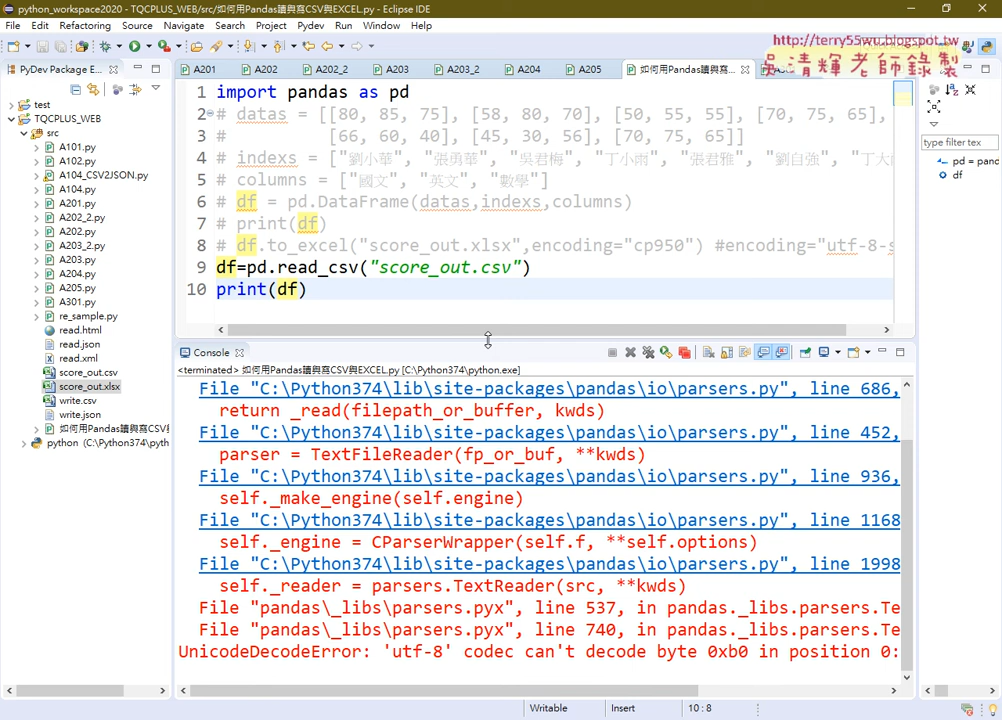 python_workspace2020 - TQCPLUS_WEB/src/如何用Pandas讀與寫CSV與EXCEL.py - Eclipse IDE
File Edit Refactoring Source Navigate Search Project Pydev Run Window Help
http://terry55wu.blogspot.tw
吳清輝老師錄製
PyDev Package E...
A201 A202 A202_2 A203 A203_2 A204 A205 如何用Pandas讀與寫...
test
TQCPLUS_WEB
src
A101.py
A102.py
A104_CSV2JSON.py
A104.py
A201.py
A202_2.py
A202.py
A203_2.py
A203.py
A204.py
A205.py
A301.py
re_sample.py
read.html
read.json
read.xml
score_out.csv
score_out.xlsx
write.csv
write.json
如何用Pandas讀與寫CSV
python (C:\Python374\pyth
1 import pandas as pd
2 # datas = [[80, 85, 75], [58, 80, 70], [50, 55, 55], [70, 75, 65],
3 # [66, 60, 40], [45, 30, 56], [70, 75, 65]]
4 # indexs = ["劉小華", "張勇華", "吳君梅", "丁小雨", "張君雅", "劉自強", "丁大
5 # columns = ["國文", "英文", "數學"]
6 # df = pd.DataFrame(datas,indexs,columns)
7 # print(df)
8 # df.to_excel("score_out.xlsx",encoding="cp950") #encoding="utf-8-s
9 df=pd.read_csv("score_out.csv")
10 print(df)
type filter tex
pd = pand
df
Console
<terminated> 如何用Pandas讀與寫CSV與EXCEL.py [C:\Python374\python.exe]
File "C:\Python374\lib\site-packages\pandas\io\parsers.py", line 686,
return _read(filepath_or_buffer, kwds)
File "C:\Python374\lib\site-packages\pandas\io\parsers.py", line 452,
parser = TextFileReader(fp_or_buf, **kwds)
File "C:\Python374\lib\site-packages\pandas\io\parsers.py", line 936,
self._make_engine(self.engine)
File "C:\Python374\lib\site-packages\pandas\io\parsers.py", line 1168
self._engine = CParserWrapper(self.f, **self.options)
File "C:\Python374\lib\site-packages\pandas\io\parsers.py", line 1998
self._reader = parsers.TextReader(src, **kwds)
File "pandas\_libs\parsers.pyx", line 537, in pandas._libs.parsers.Te
File "pandas\_libs\parsers.pyx", line 740, in pandas._libs.parsers.Te
UnicodeDecodeError: 'utf-8' codec can't decode byte 0xb0 in position 0:
Writable Insert 10 : 8